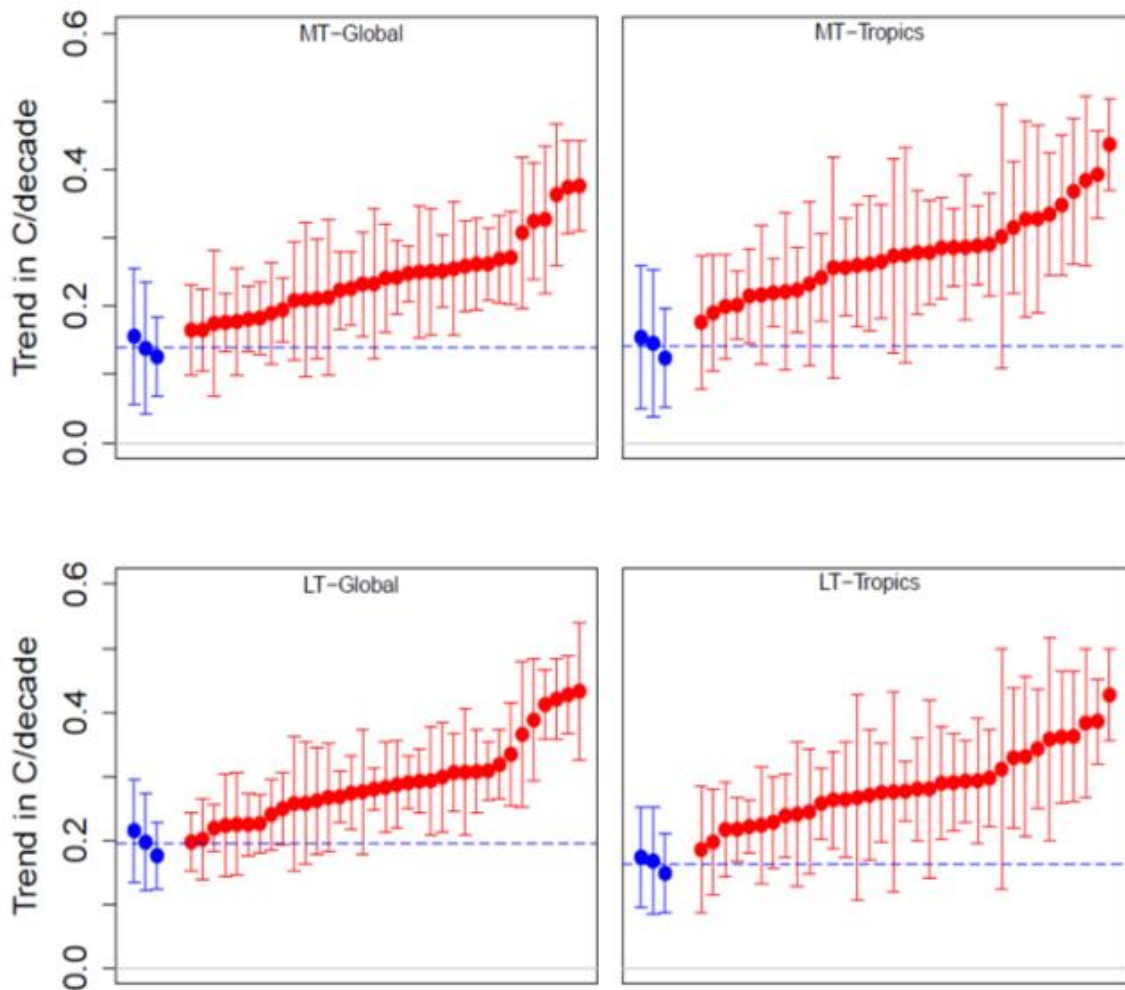 MT−Global
MT−Tropics
Trend in C/decade
0.6
0.4
0.2
0.0
LT−Global
LT−Tropics
Trend in C/decade
0.6
0.4
0.2
0.0